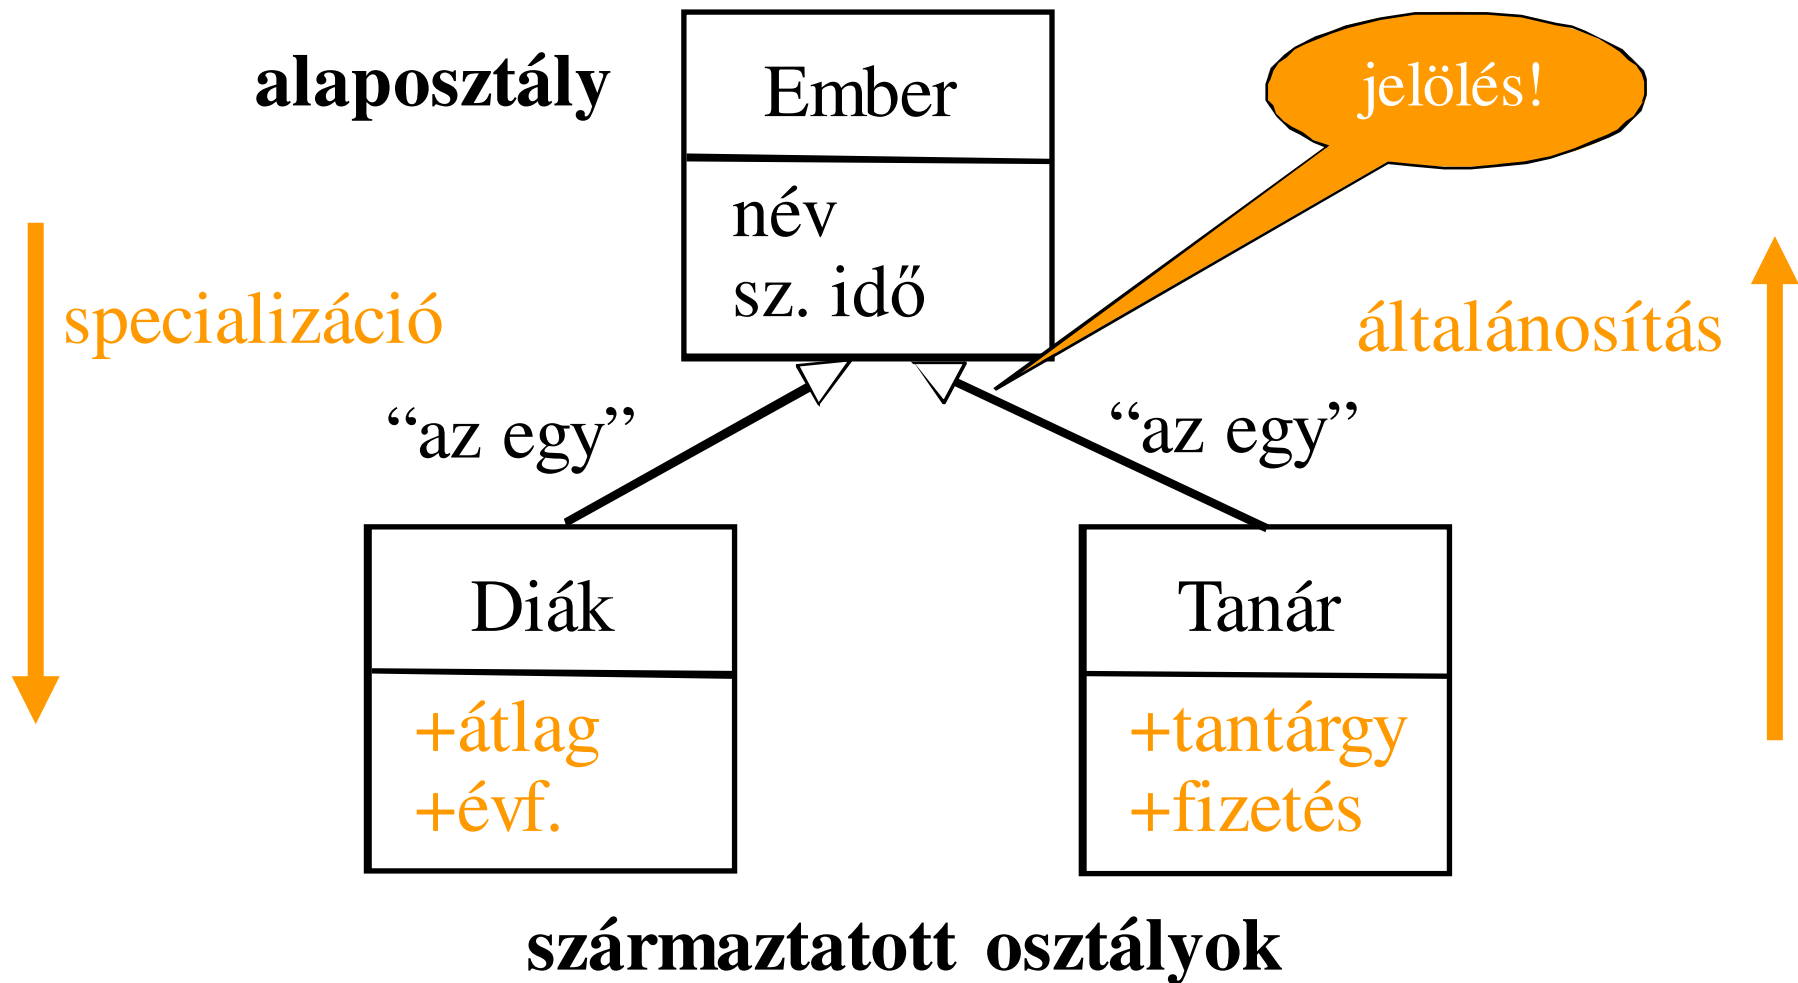 alaposztály
Ember
jelölés!
név
sz. idő
specializáció
általánosítás
“az egy”
“az egy”
Diák
Tanár
+átlag
+évf.
+tantárgy
+fizetés
származtatott osztályok